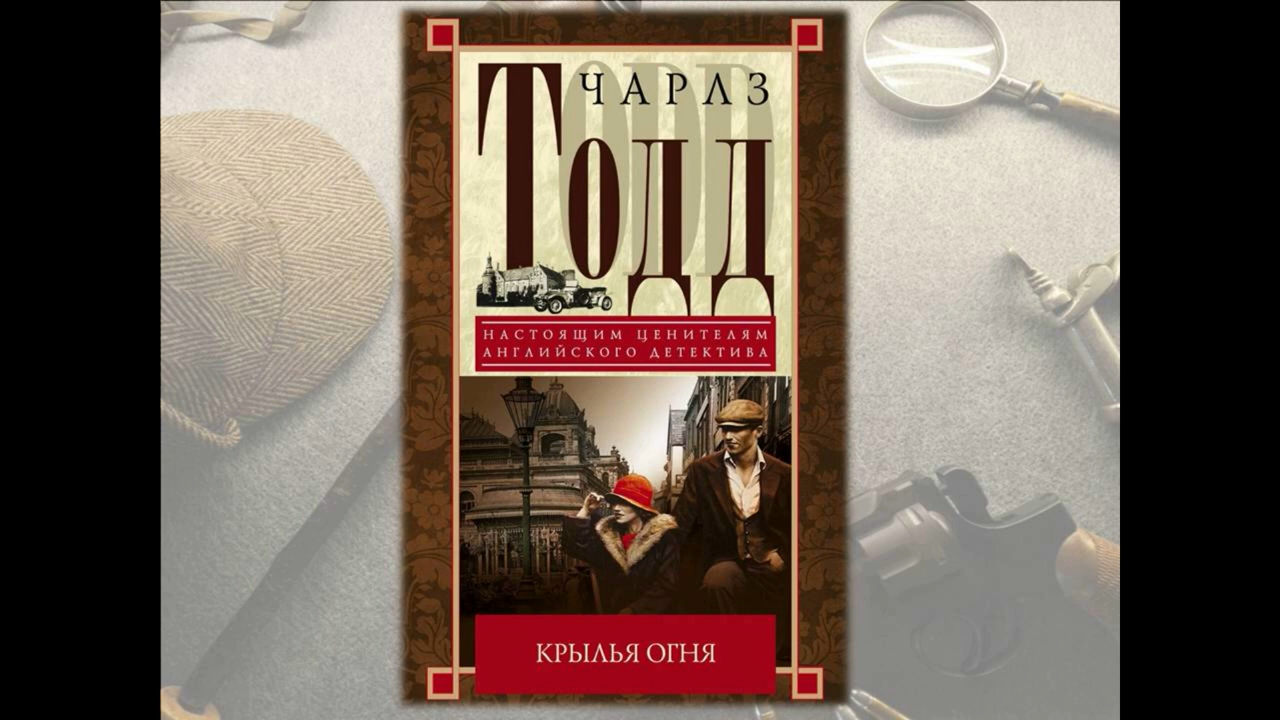 ЧАРЛЗ
ТОДД
НАСТОЯЩИМ ЦЕНИТЕЛЯМ
АНГЛИЙСКОГО ДЕТЕКТИВА
КРЫЛЬЯ ОГНЯ